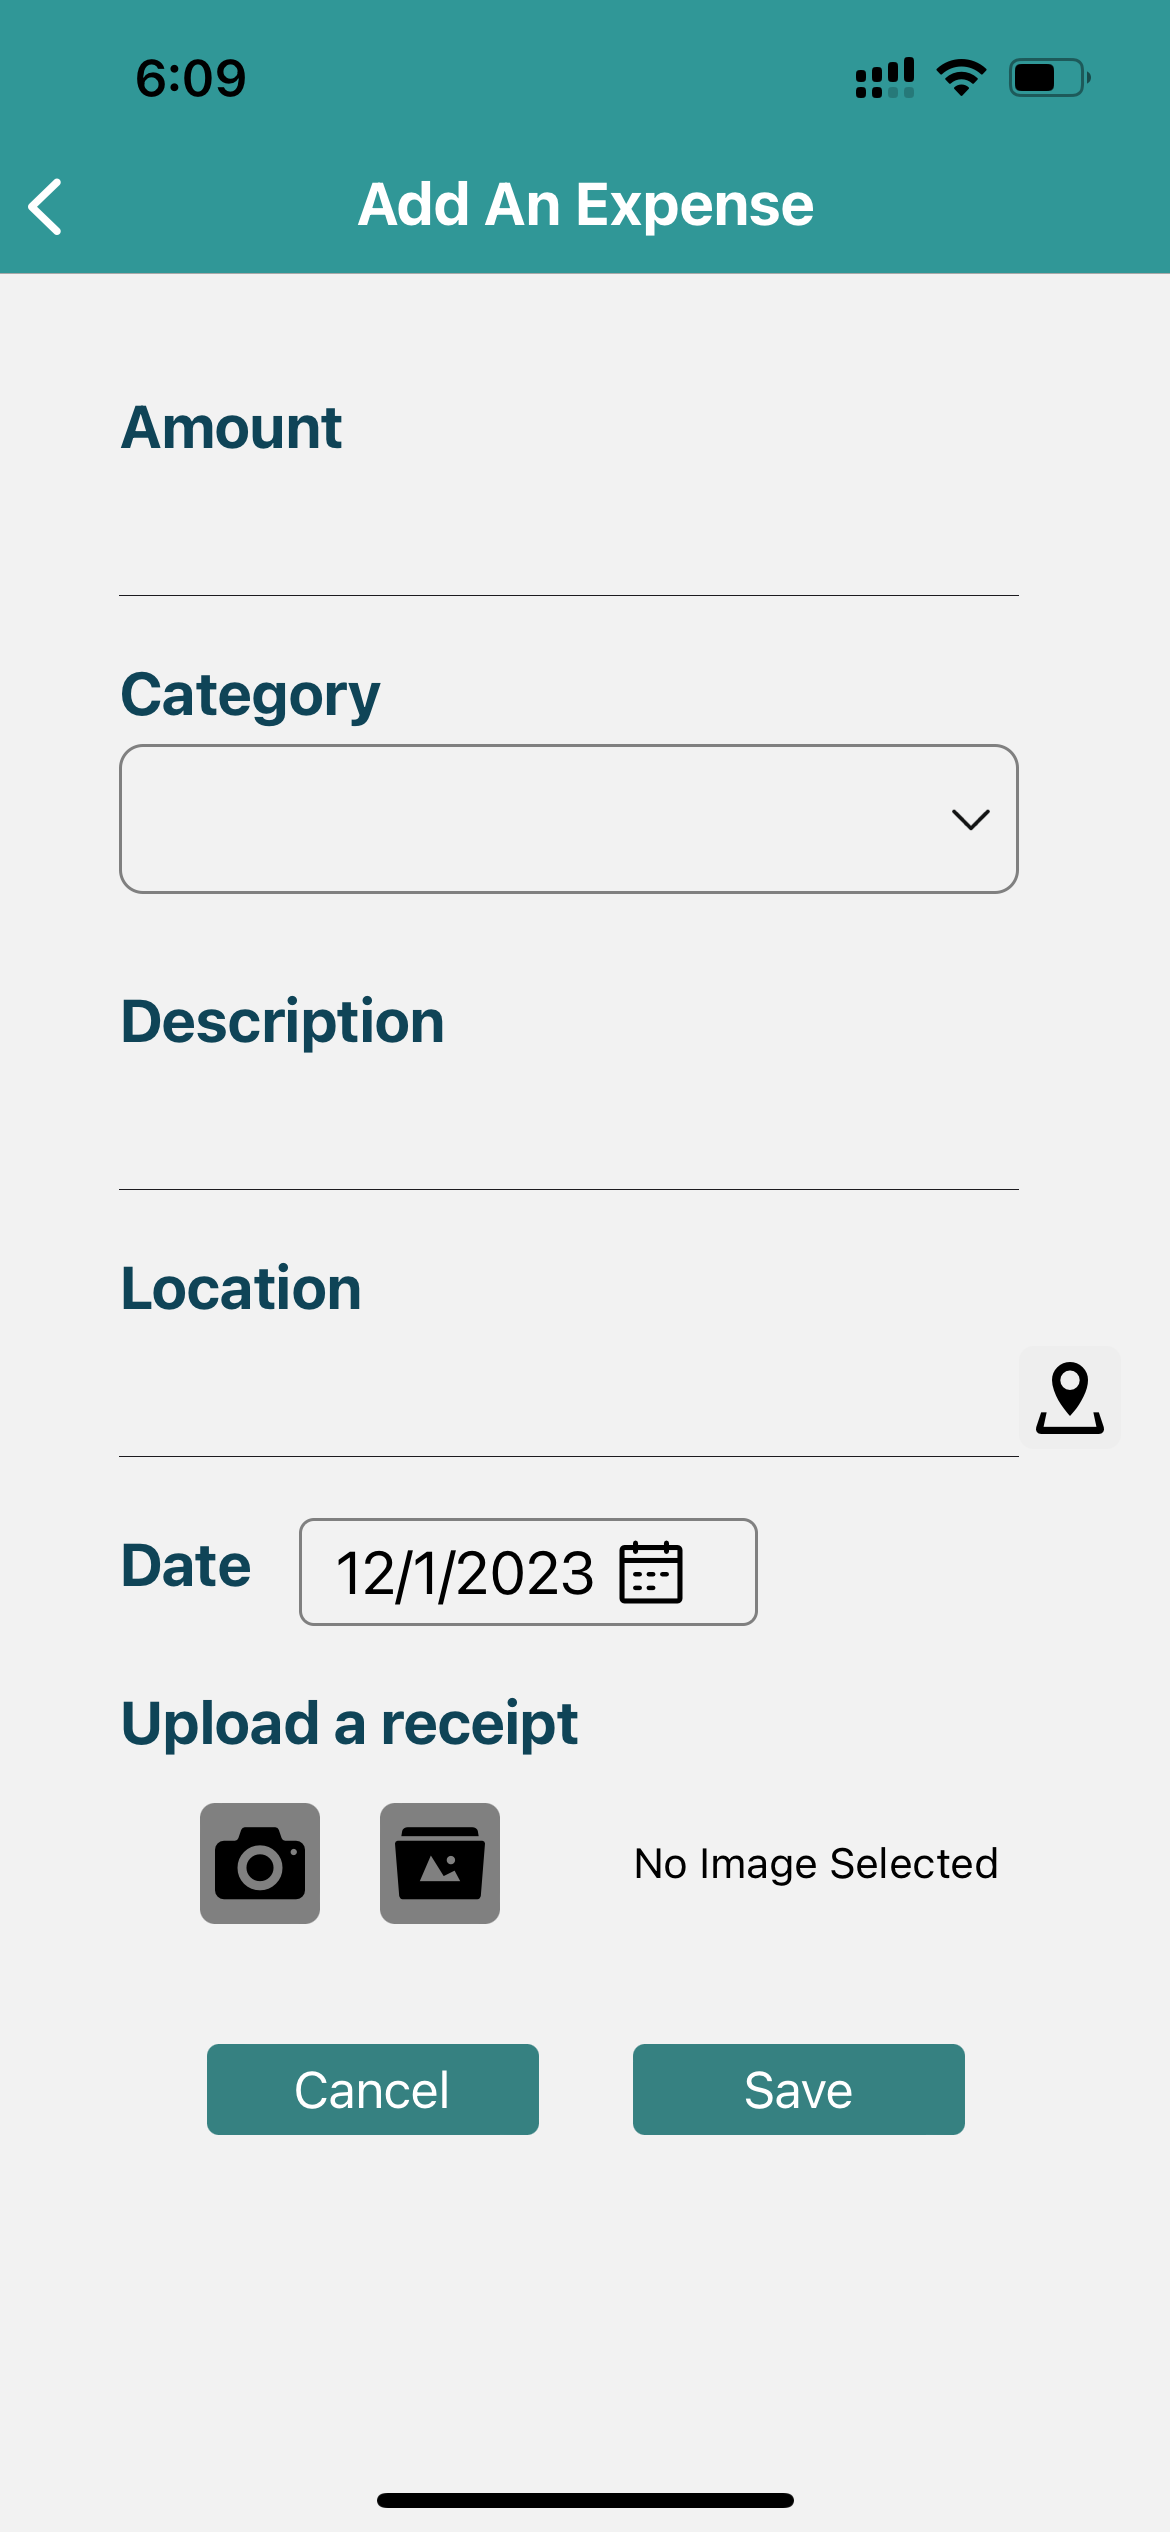 6:09
Add An Expense
Amount
Category
Description
Location
Date 12/1/2023
Upload a receipt
No Image Selected
Cancel Save